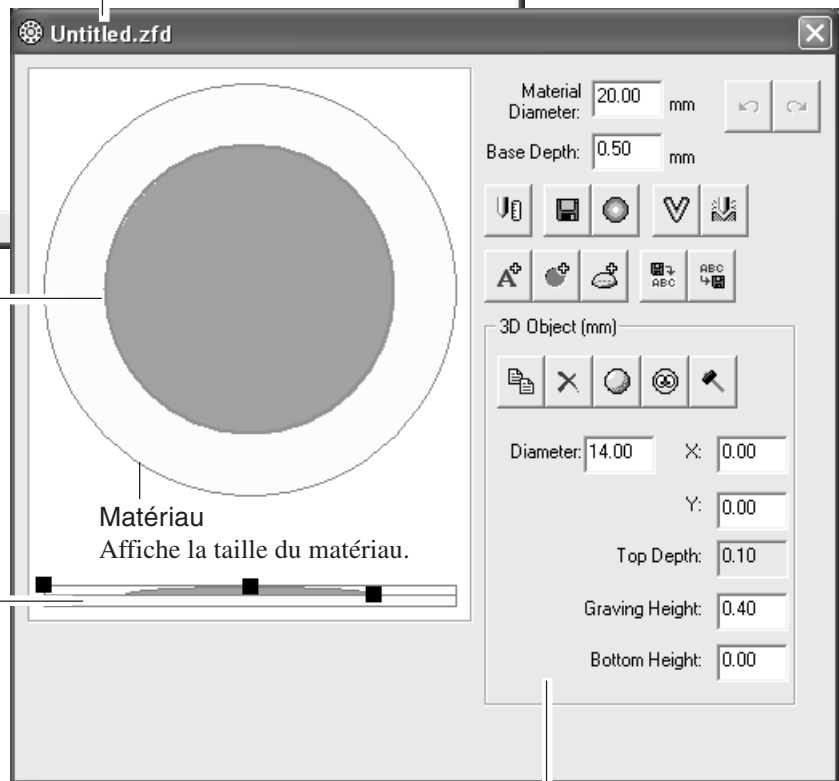 Untitled.zfd
Material
Diameter: 20.00 mm
Base Depth: 0.50 mm
ABC
ABC
3D Object (mm)
Diameter: 14.00 X: 0.00
Y: 0.00
Matériau
Affiche la taille du matériau.
Top Depth: 0.10
Graving Height: 0.40
Bottom Height: 0.00